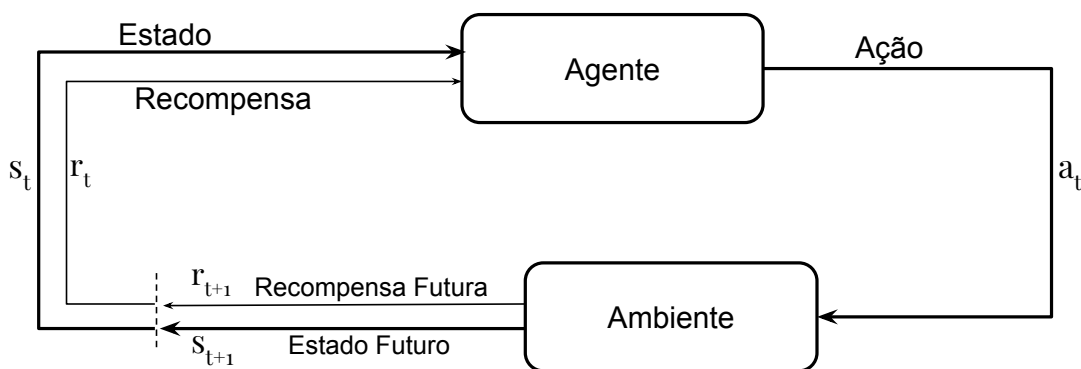 Estado
Agente
Ação
Recompensa
s_t
r_t
a_t
r_{t+1}
Recompensa Futura
Ambiente
s_{t+1}
Estado Futuro